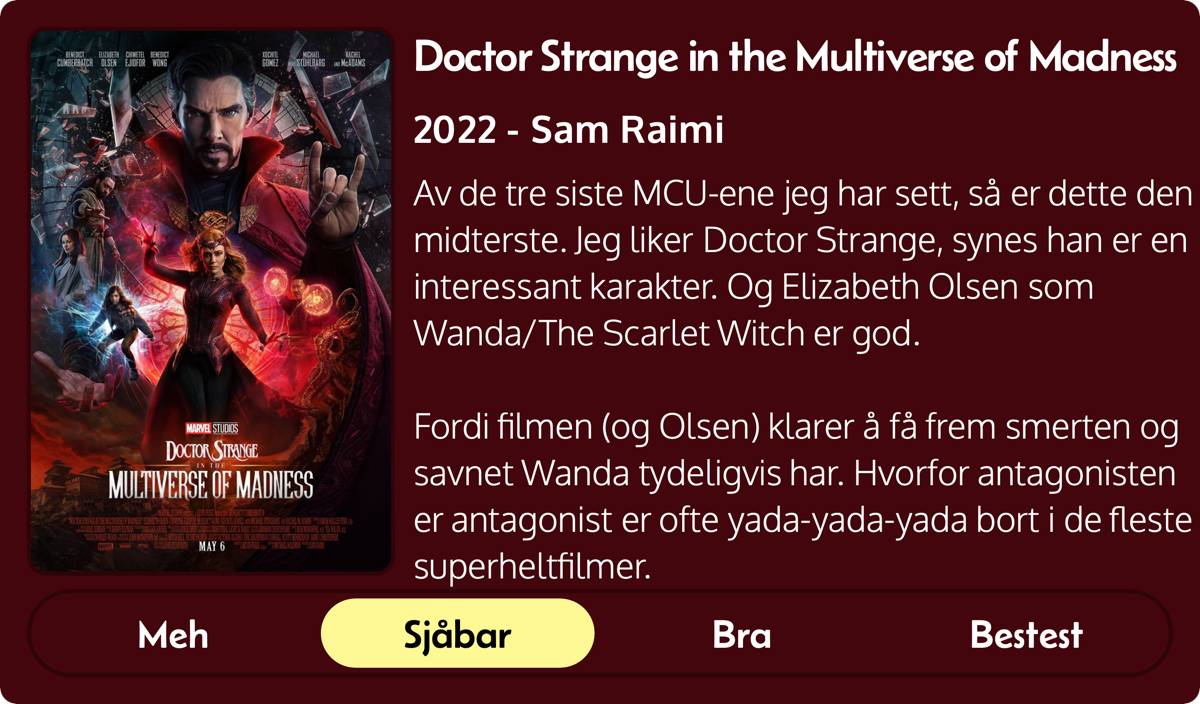 BENEDICT CUMBERBATCH ELIZABETH OLSEN CHIWETEL EJIOFOR BENEDICT WONG XOCHITL GOMEZ MICHAEL STUHLBARG AND RACHEL McADAMS
MARVEL STUDIOS
DOCTOR STRANGE
IN THE
MULTIVERSE OF MADNESS
MAY 6
Doctor Strange in the Multiverse of Madness
2022 - Sam Raimi
Av de tre siste MCU-ene jeg har sett, så er dette den
midterste. Jeg liker Doctor Strange, synes han er en
interessant karakter. Og Elizabeth Olsen som
Wanda/The Scarlet Witch er god.
Fordi filmen (og Olsen) klarer å få frem smerten og
savnet Wanda tydeligvis har. Hvorfor antagonisten
er antagonist er ofte yada-yada-yada bort i de fleste
superheltfilmer.
Meh Sjåbar Bra Bestest